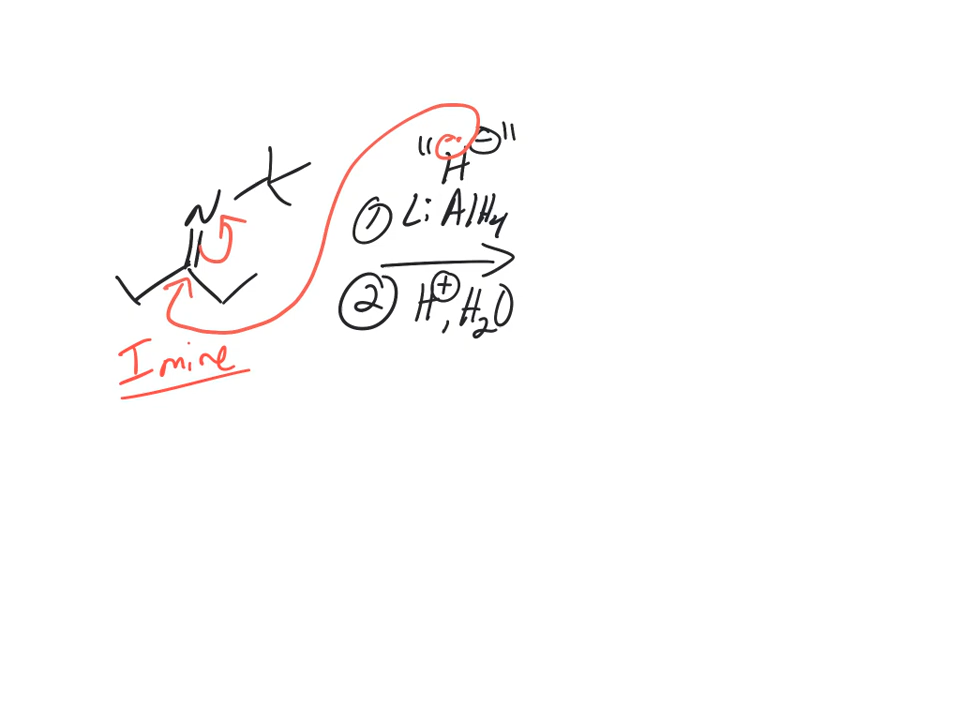 "H⊖"
N
① LiAlH4
② H⊕, H2O
Imine